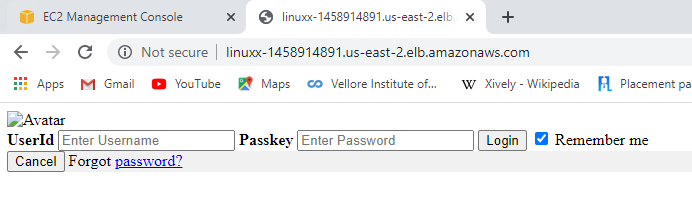 EC2 Management Console
linuxx-1458914891.us-east-2.elb.
Not secure
linuxx-1458914891.us-east-2.elb.amazonaws.com
Apps
Gmail
YouTube
Maps
Vellore Institute of...
W Xively - Wikipedia
Placement pa
Avatar
UserId Enter Username Passkey Enter Password Login Remember me
Cancel Forgot password?